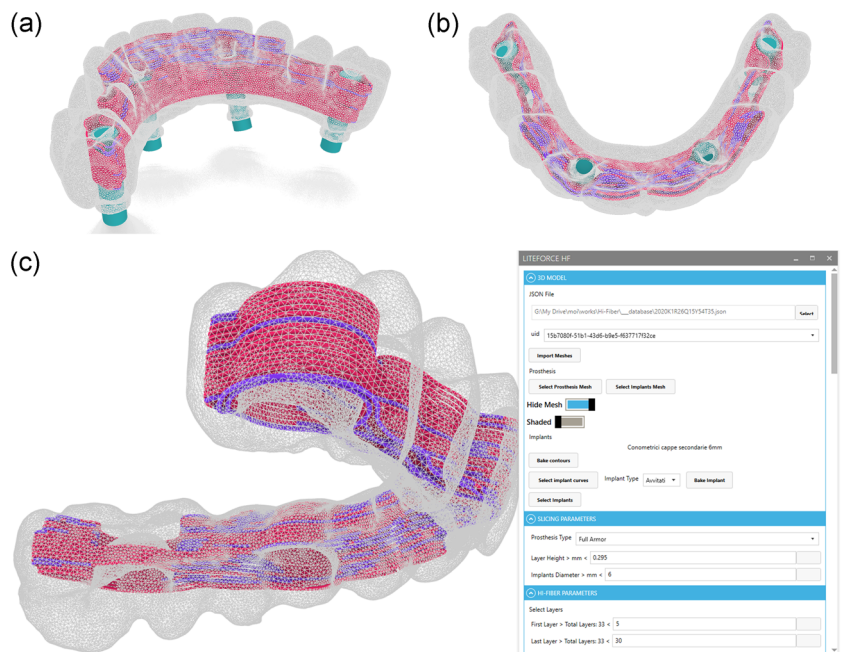 (a)
(b)
(c)
LITEFORCE HF
3D MODEL
JSON File
G:\My Drive\mol\works\Hi-Fiber\___database\2020K1R26Q15Y54T35.json
Select
uid
15b7080f-51b1-43d6-b9e5-f637717f32ce
Import Meshes
Prosthesis
Select Prosthesis Mesh
Select Implants Mesh
Hide Mesh
Shaded
Implants
Conometrici cappe secondarie 6mm
Bake contours
Select implant curves
Implant Type
Avvitati
Bake Implant
Select Implants
SLICING PARAMETERS
Prosthesis Type
Full Armor
Layer Height > mm <
0.295
Implants Diameter > mm <
6
HI-FIBER PARAMETERS
Select Layers
First Layer > Total Layers: 33 <
5
Last Layer > Total Layers: 33 <
30